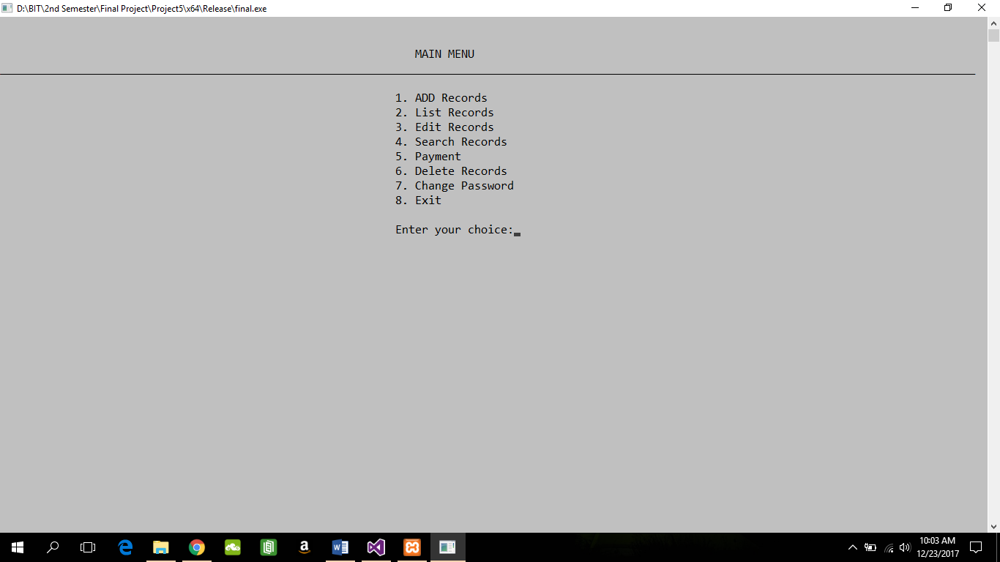 D:\BIT\2nd Semester\Final Project\Project5\x64\Release\final.exe
MAIN MENU
1. ADD Records
2. List Records
3. Edit Records
4. Search Records
5. Payment
6. Delete Records
7. Change Password
8. Exit
Enter your choice:
10:03 AM
12/23/2017